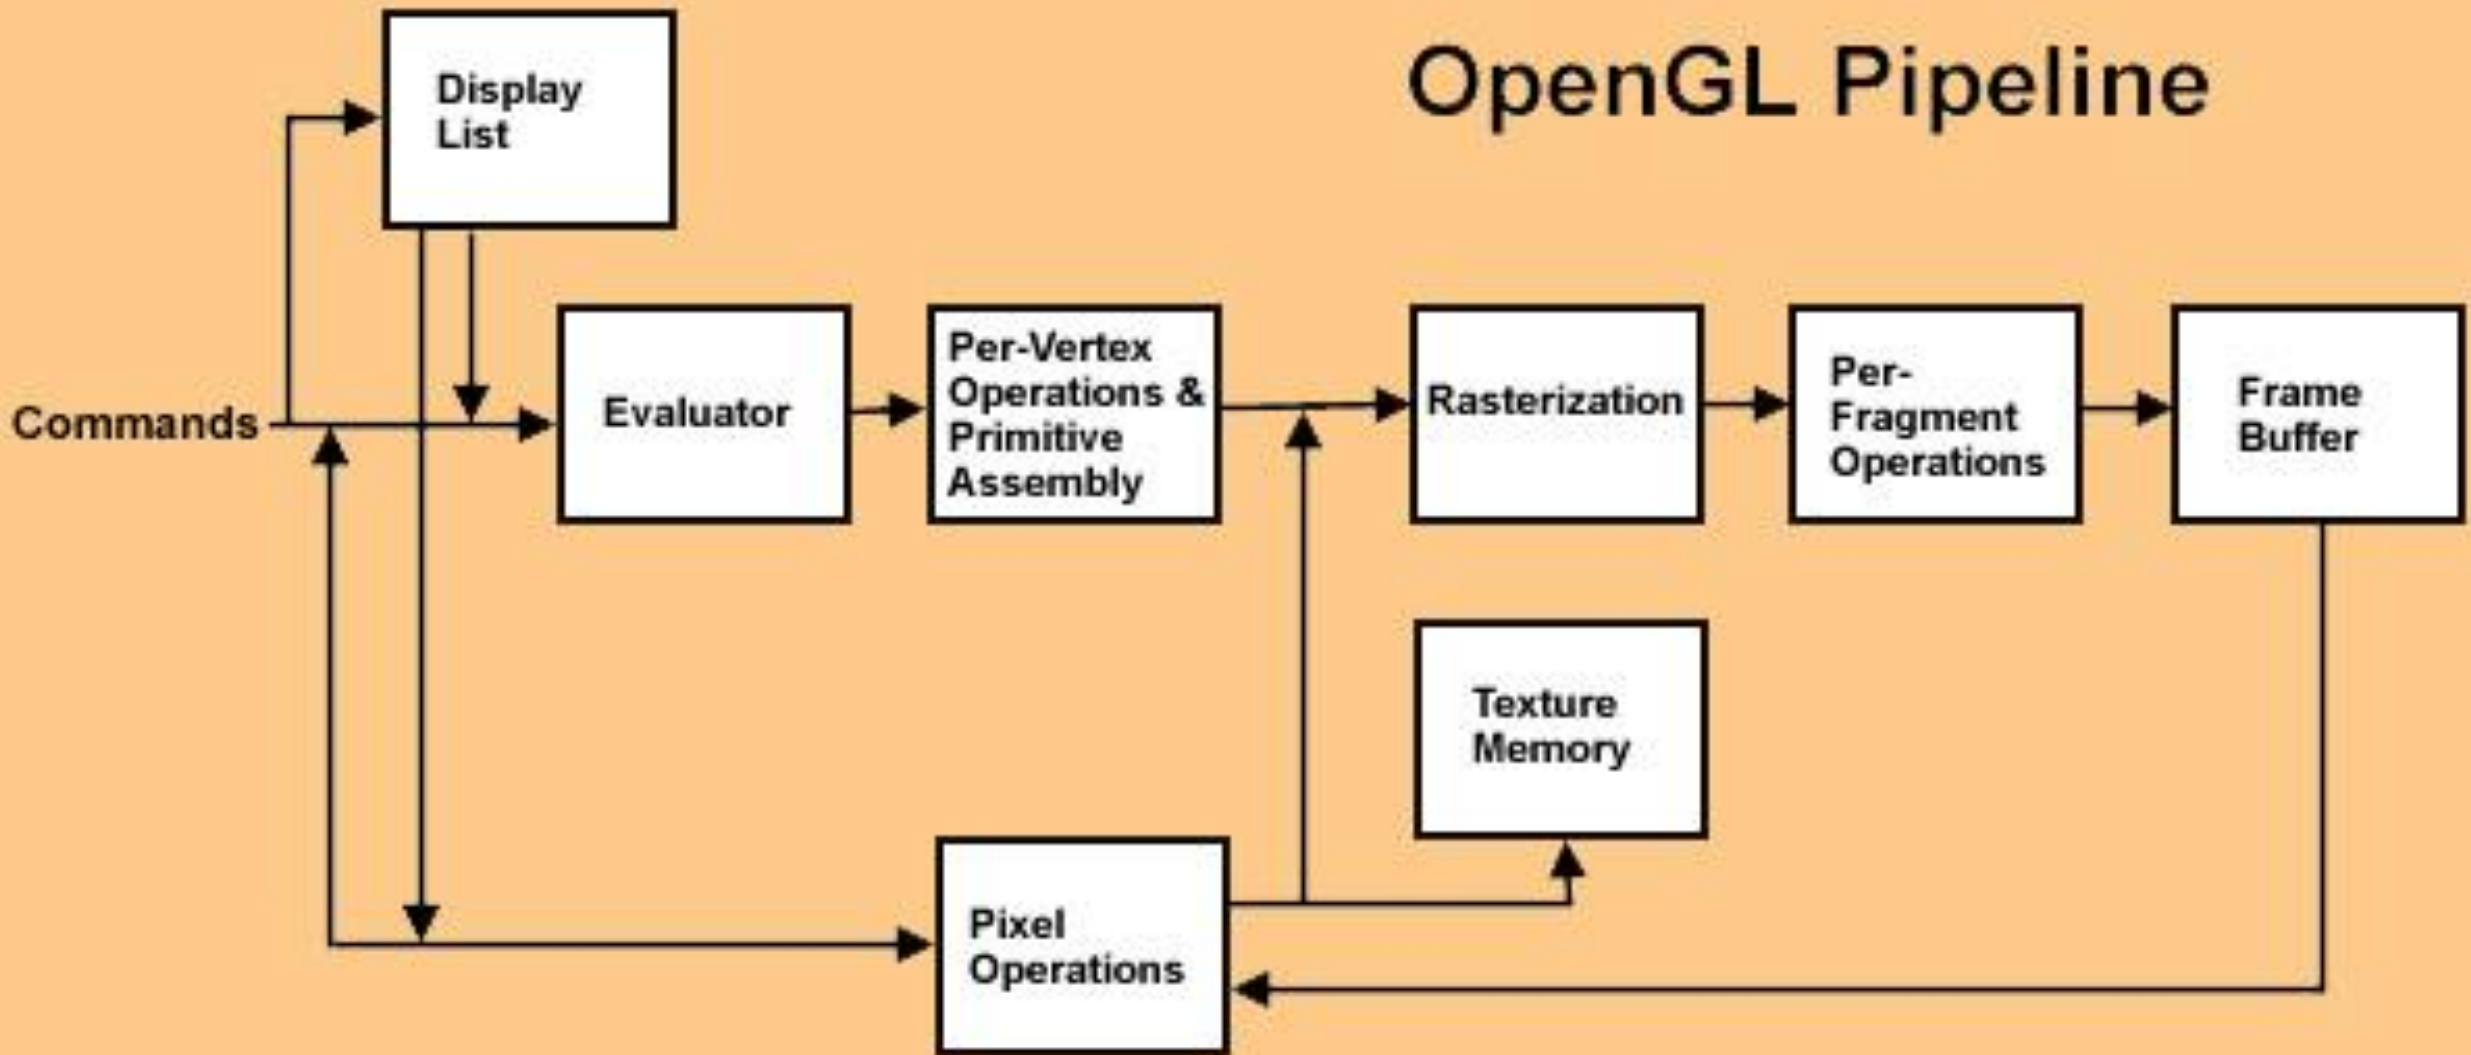 OpenGL Pipeline
Display
List
Commands
Evaluator
Per-Vertex
Operations &
Primitive
Assembly
Rasterization
Per-
Fragment
Operations
Frame
Buffer
Texture
Memory
Pixel
Operations